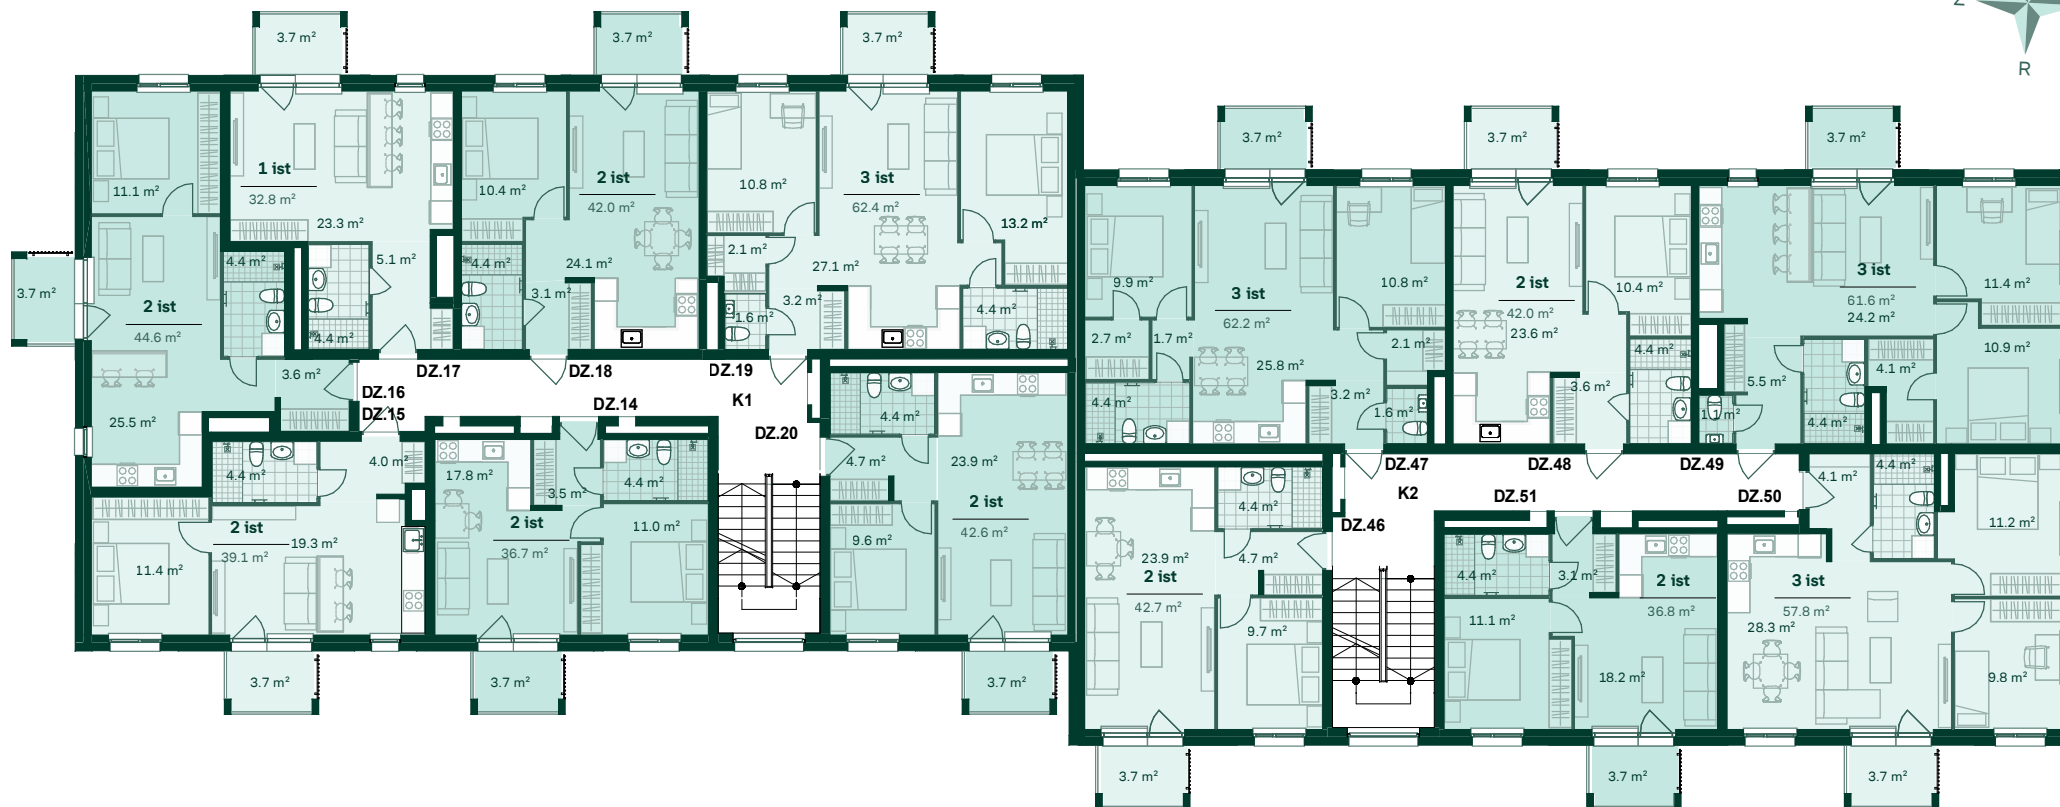 Z
R
3.7 m²
3.7 m²
3.7 m²
11.1 m²
1 ist
32.8 m²
23.3 m²
5.1 m²
4.4 m²
10.4 m²
2 ist
42.0 m²
24.1 m²
4.4 m²
3.1 m²
10.8 m²
3 ist
62.4 m²
13.2 m²
2.1 m²
27.1 m²
3.2 m²
1.6 m²
4.4 m²
3.7 m²
2 ist
44.6 m²
4.4 m²
3.6 m²
25.5 m²
DZ.16
DZ.15
DZ.17
DZ.18
DZ.14
DZ.19
K1
DZ.20
4.4 m²
4.0 m²
2 ist
39.1 m²
19.3 m²
11.4 m²
17.8 m²
3.5 m²
4.4 m²
2 ist
36.7 m²
11.0 m²
4.4 m²
4.7 m²
23.9 m²
2 ist
42.6 m²
9.6 m²
3.7 m²
3.7 m²
3.7 m²
3.7 m²
3.7 m²
3.7 m²
9.9 m²
3 ist
62.2 m²
2.7 m²
1.7 m²
25.8 m²
4.4 m²
10.8 m²
2.1 m²
3.2 m²
1.6 m²
2 ist
42.0 m²
23.6 m²
10.4 m²
4.4 m²
3.6 m²
3 ist
61.6 m²
24.2 m²
11.4 m²
10.9 m²
4.1 m²
5.5 m²
1.1 m²
4.4 m²
DZ.47
K2
DZ.46
DZ.48
DZ.51
DZ.49
DZ.50
4.4 m²
23.9 m²
4.7 m²
2 ist
42.7 m²
9.7 m²
4.4 m²
3.1 m²
2 ist
36.8 m²
11.1 m²
18.2 m²
4.1 m²
4.4 m²
11.2 m²
3 ist
57.8 m²
28.3 m²
9.8 m²
3.7 m²
3.7 m²
3.7 m²